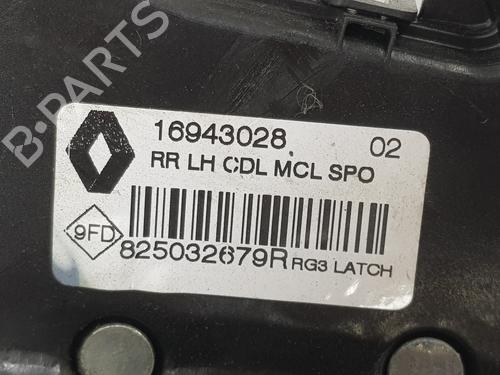 B-PARTS
16943028. 02
RR LH CDL MCL SPO
9FD
825032679R RG3 LATCH